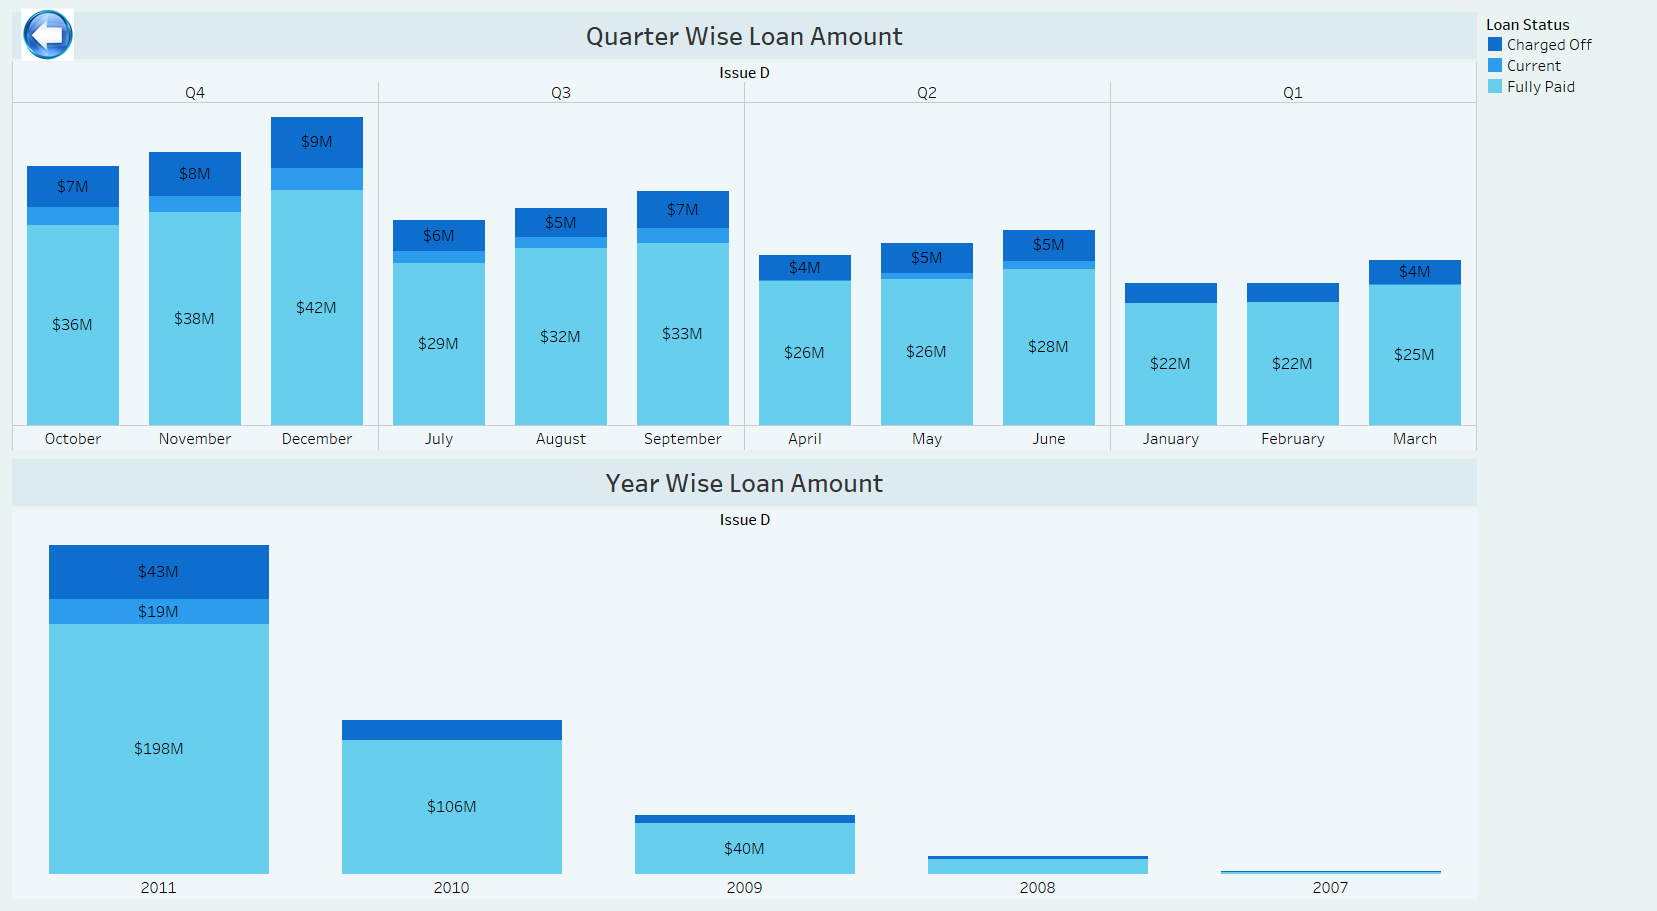 Quarter Wise Loan Amount
Loan Status
Charged Off
Current
Fully Paid
Issue D
Q4 Q3 Q2 Q1
$9M
$8M
$7M
$7M
$6M
$5M
$5M
$5M
$4M
$4M
$36M
$38M
$42M
$29M
$32M
$33M
$26M
$26M
$28M
$22M
$22M
$25M
October November December July August September April May June January February March
Year Wise Loan Amount
Issue D
$43M
$19M
$198M
$106M
$40M
2011 2010 2009 2008 2007